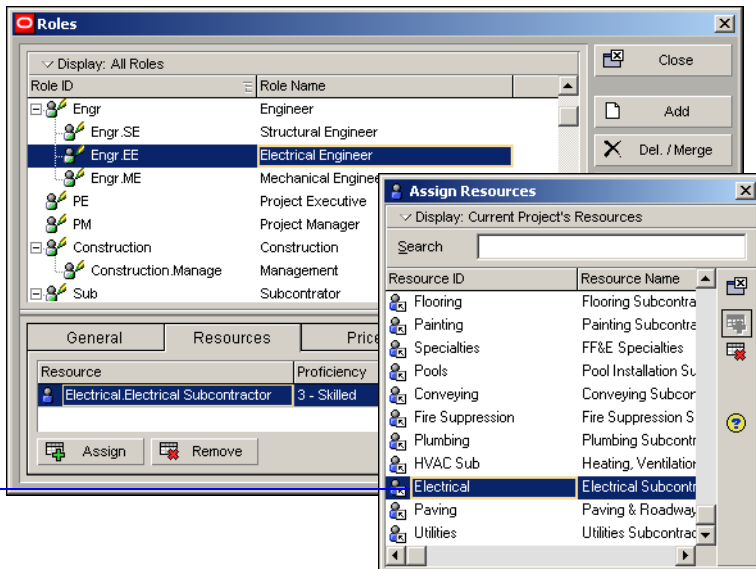 Roles
Display: All Roles
Close
Role ID Role Name
Engr Engineer
Add
Engr.SE Structural Engineer
Engr.EE Electrical Engineer
Del. / Merge
Engr.ME Mechanical Enginee
PE Project Executive
PM Project Manager
Construction Construction
Construction.Manage Management
Sub Subcontrator
General Resources Price
Resource Proficiency
Electrical.Electrical Subcontractor 3 - Skilled
Assign Remove
Assign Resources
Display: Current Project's Resources
Search
Resource ID Resource Name
Flooring Flooring Subcontra
Painting Painting Subcontra
Specialties FF&E Specialties
Pools Pool Installation Su
Conveying Conveying Subcor
Fire Suppression Fire Suppression S
Plumbing Plumbing Subcontr
HVAC Sub Heating, Ventilation
Electrical Electrical Subcontr
Paving Paving & Roadway
Utilities Utilities Subcontrac